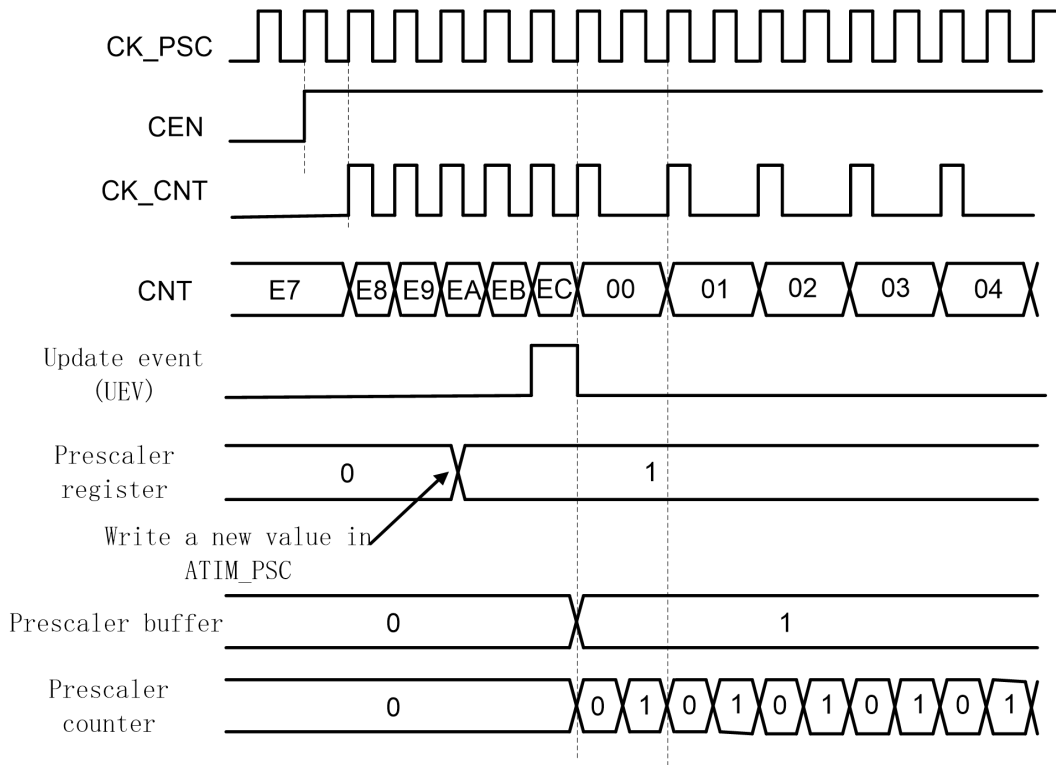 CK_PSC
CEN
CK_CNT
CNT E7 E8 E9 EA EB EC 00 01 02 03 04
Update event
(UEV)
Prescaler
register
0 1
Write a new value in
ATIM_PSC
Prescaler buffer 0 1
Prescaler
counter
0 0 1 0 1 0 1 0 1 0 1